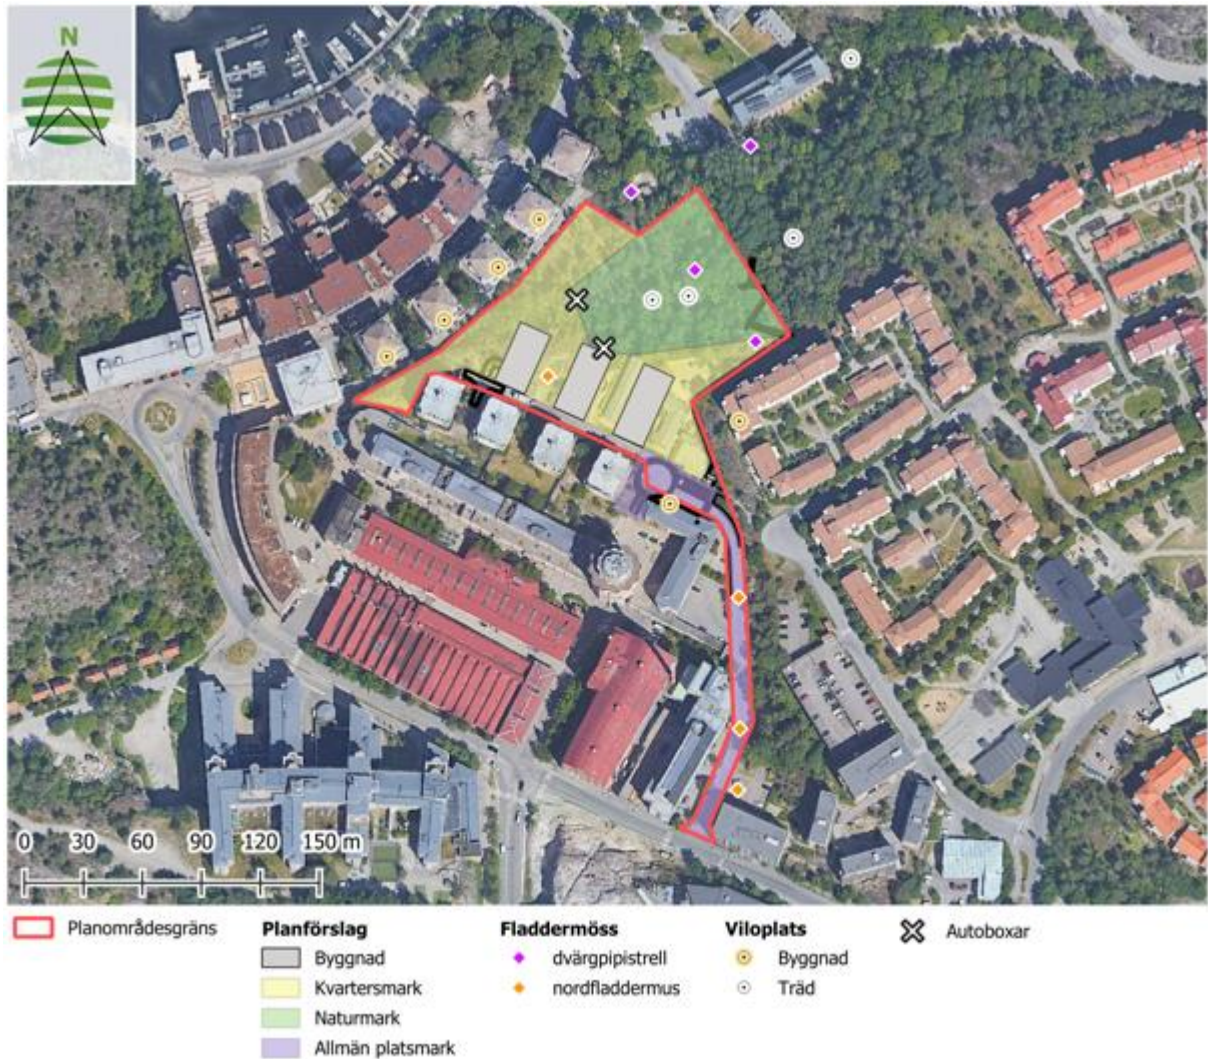 N
0 30 60 90 120 150 m
Planområdesgräns
Planförslag
Byggnad
Kvartersmark
Naturmark
Allmän platsmark
Fladdermöss
dvärgpipistrell
nordfladdermus
Viloplats
Byggnad
Träd
Autoboxar